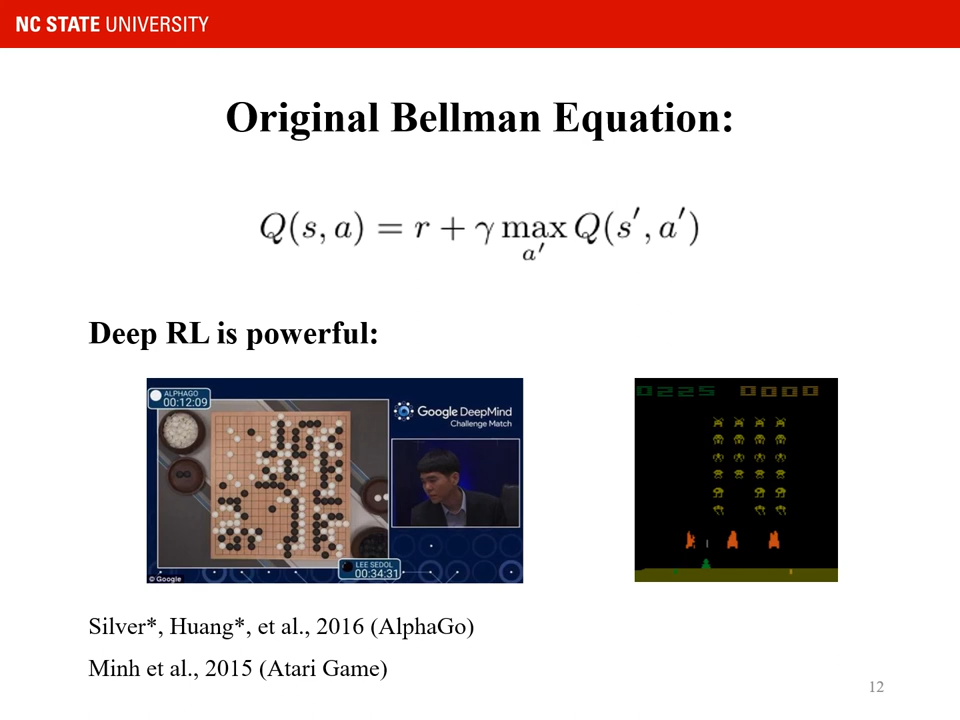 NC STATE UNIVERSITY
Original Bellman Equation:
Q(s, a) = r + γ max Q(s′, a′)
a′
Deep RL is powerful:
ALPHAGO
00:12:09
Google DeepMind
Challenge Match
LEE SEDOL
00:34:31
© Google
0225 0000
Silver*, Huang*, et al., 2016 (AlphaGo)
Minh et al., 2015 (Atari Game)
12